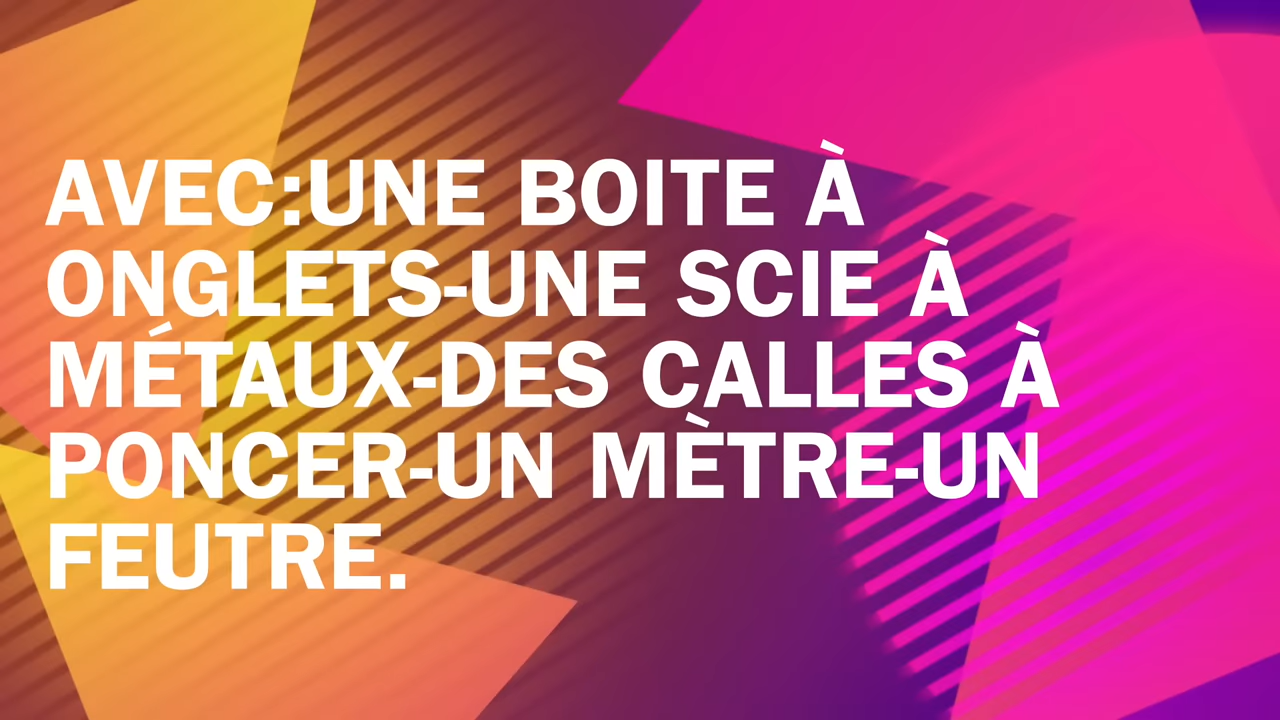 AVEC:UNE BOITE À
ONGLETS-UNE SCIE À
MÉTAUX-DES CALLES À
PONCER-UN MÈTRE-UN
FEUTRE.